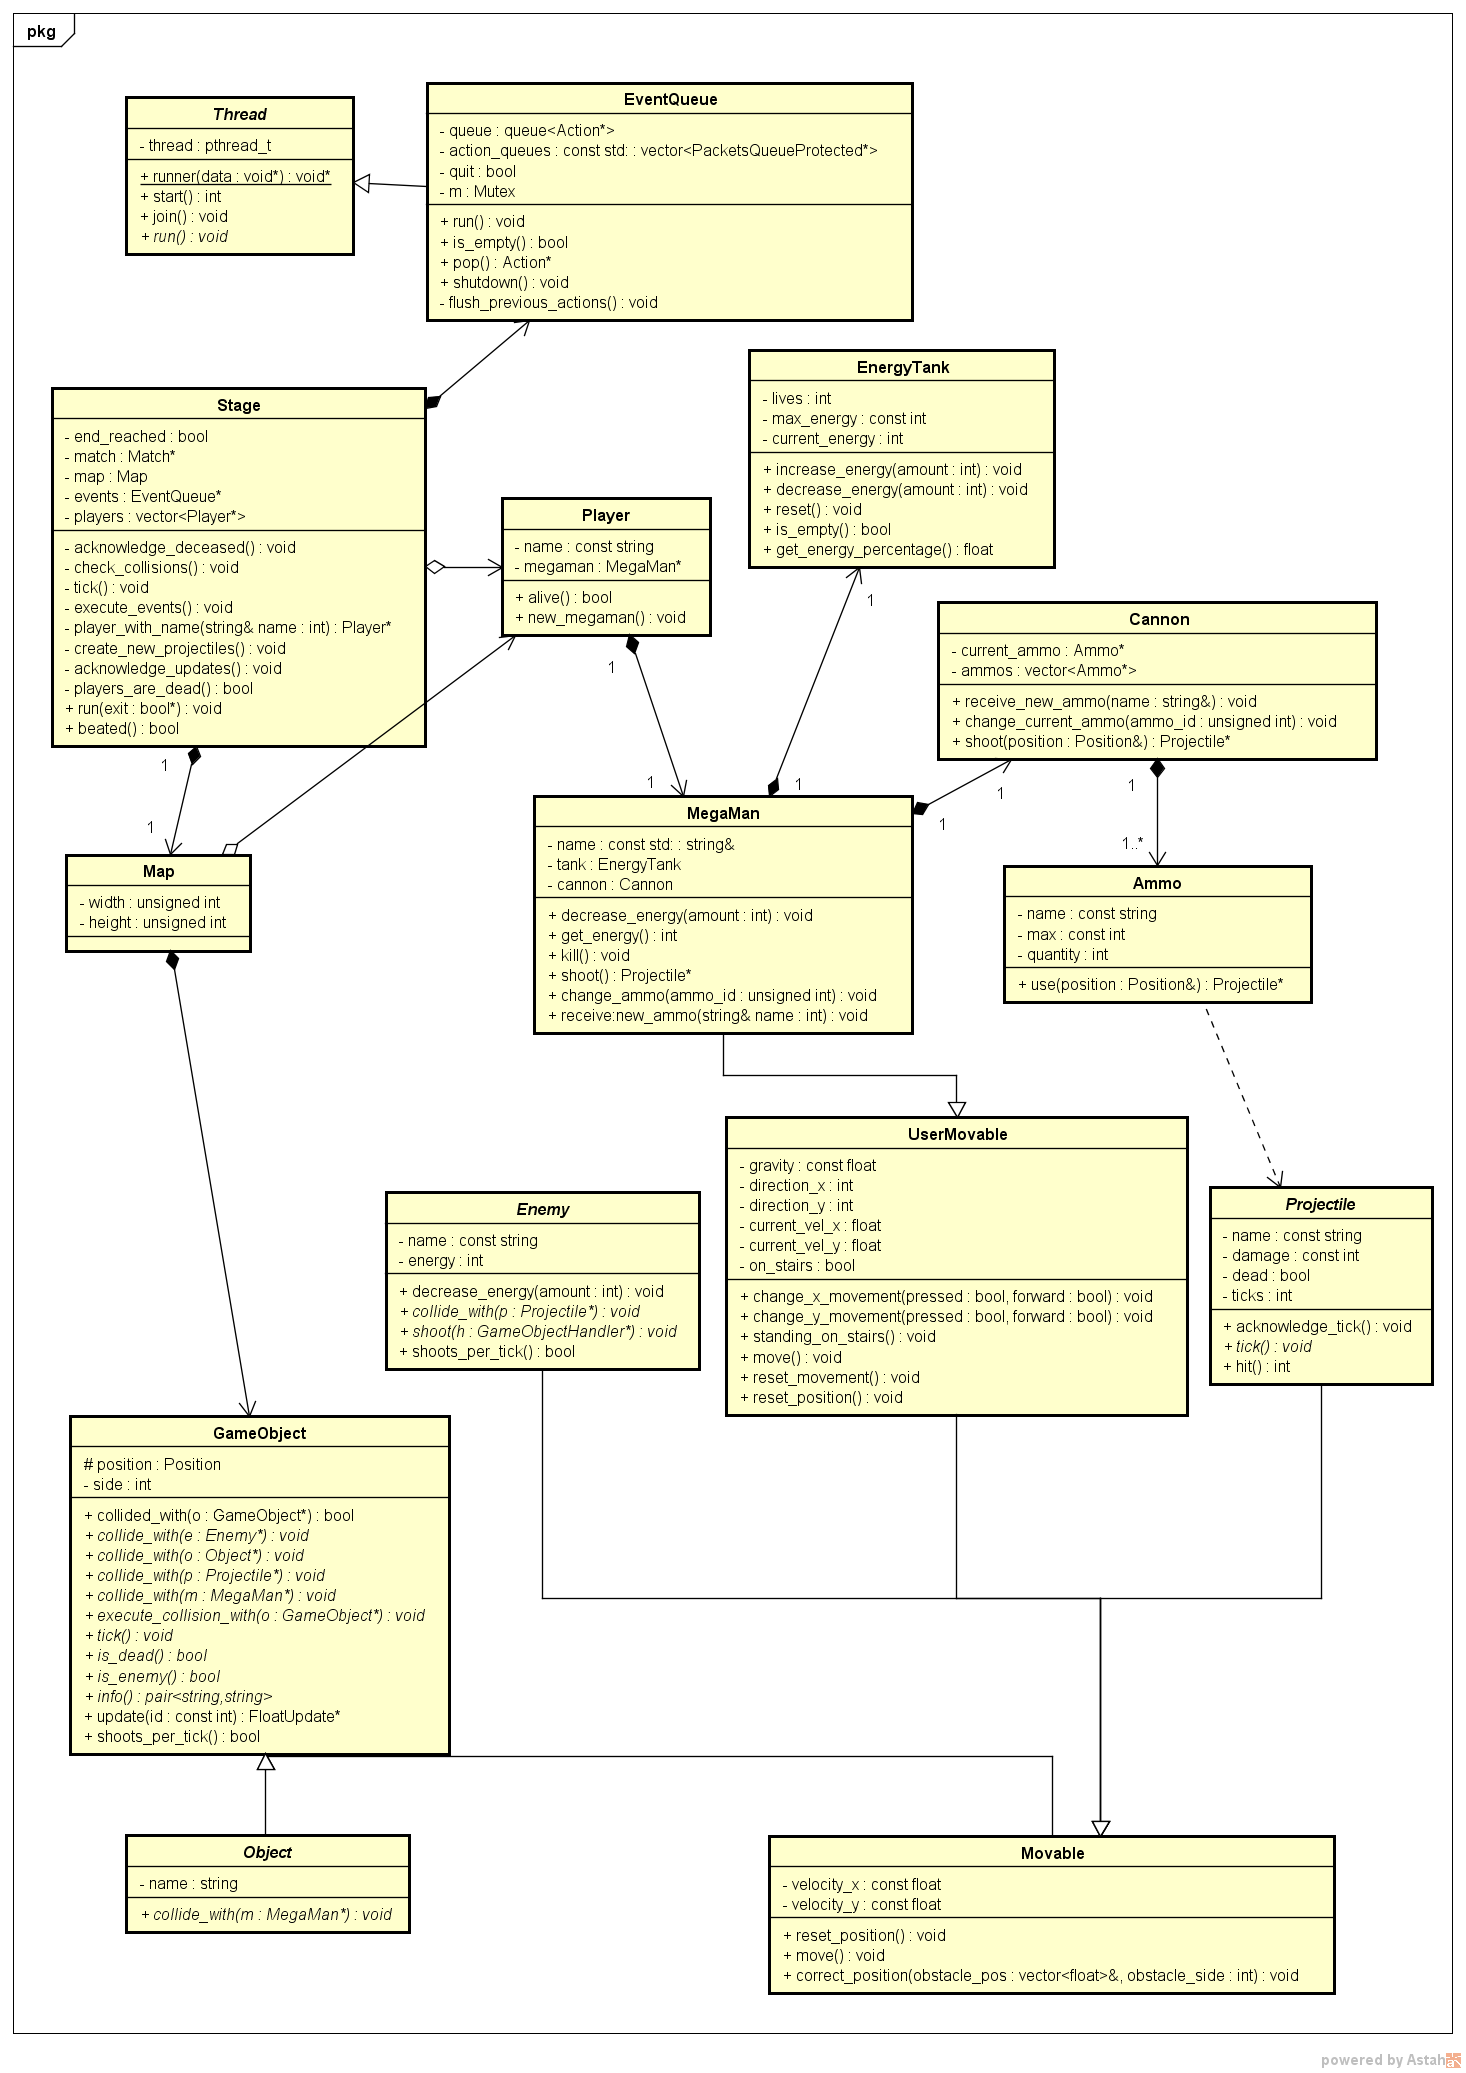 pkg
Thread
- thread : pthread_t
+ runner(data : void*) : void*
+ start() : int
+ join() : void
+ run() : void
EventQueue
- queue : queue<Action*>
- action_queues : const std: : vector<PacketsQueueProtected*>
- quit : bool
- m : Mutex
+ run() : void
+ is_empty() : bool
+ pop() : Action*
+ shutdown() : void
- flush_previous_actions() : void
Stage
- end_reached : bool
- match : Match*
- map : Map
- events : EventQueue*
- players : vector<Player*>
- acknowledge_deceased() : void
- check_collisions() : void
- tick() : void
- execute_events() : void
- player_with_name(string& name : int) : Player*
- create_new_projectiles() : void
- acknowledge_updates() : void
- players_are_dead() : bool
+ run(exit : bool*) : void
+ beated() : bool
EnergyTank
- lives : int
- max_energy : const int
- current_energy : int
+ increase_energy(amount : int) : void
+ decrease_energy(amount : int) : void
+ reset() : void
+ is_empty() : bool
+ get_energy_percentage() : float
Player
- name : const string
- megaman : MegaMan*
+ alive() : bool
+ new_megaman() : void
Cannon
- current_ammo : Ammo*
- ammos : vector<Ammo*>
+ receive_new_ammo(name : string&) : void
+ change_current_ammo(ammo_id : unsigned int) : void
+ shoot(position : Position&) : Projectile*
1
1
1
1
1
1
1
1
1
1
1..*
Map
- width : unsigned int
- height : unsigned int
MegaMan
- name : const std: : string&
- tank : EnergyTank
- cannon : Cannon
+ decrease_energy(amount : int) : void
+ get_energy() : int
+ kill() : void
+ shoot() : Projectile*
+ change_ammo(ammo_id : unsigned int) : void
+ receive:new_ammo(string& name : int) : void
Ammo
- name : const string
- max : const int
- quantity : int
+ use(position : Position&) : Projectile*
UserMovable
- gravity : const float
- direction_x : int
- direction_y : int
- current_vel_x : float
- current_vel_y : float
- on_stairs : bool
+ change_x_movement(pressed : bool, forward : bool) : void
+ change_y_movement(pressed : bool, forward : bool) : void
+ standing_on_stairs() : void
+ move() : void
+ reset_movement() : void
+ reset_position() : void
Enemy
- name : const string
- energy : int
+ decrease_energy(amount : int) : void
+ collide_with(p : Projectile*) : void
+ shoot(h : GameObjectHandler*) : void
+ shoots_per_tick() : bool
Projectile
- name : const string
- damage : const int
- dead : bool
- ticks : int
+ acknowledge_tick() : void
+ tick() : void
+ hit() : int
GameObject
# position : Position
- side : int
+ collided_with(o : GameObject*) : bool
+ collide_with(e : Enemy*) : void
+ collide_with(o : Object*) : void
+ collide_with(p : Projectile*) : void
+ collide_with(m : MegaMan*) : void
+ execute_collision_with(o : GameObject*) : void
+ tick() : void
+ is_dead() : bool
+ is_enemy() : bool
+ info() : pair<string,string>
+ update(id : const int) : FloatUpdate*
+ shoots_per_tick() : bool
Object
- name : string
+ collide_with(m : MegaMan*) : void
Movable
- velocity_x : const float
- velocity_y : const float
+ reset_position() : void
+ move() : void
+ correct_position(obstacle_pos : vector<float>&, obstacle_side : int) : void
powered by Astah